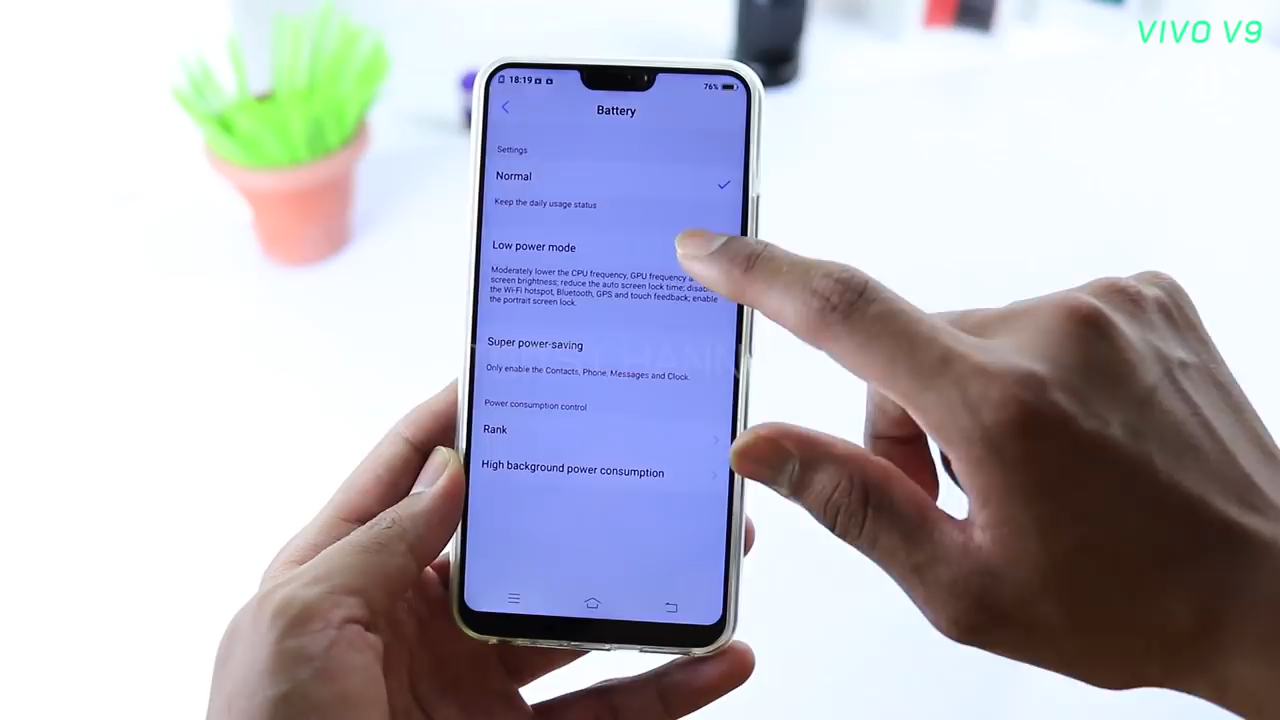 VIVO V9
18:19
76%
Battery
Settings
Normal
Keep the daily usage status
Low power mode
Moderately lower the CPU frequency, GPU frequency
screen brightness; reduce the auto screen lock time;
the Wi-Fi hotspot, Bluetooth, GPS and touch feedback; enable
the portrait screen lock.
Super power-saving
Only enable the Contacts, Phone, Messages and Clock.
Power consumption control
Rank
High background power consumption